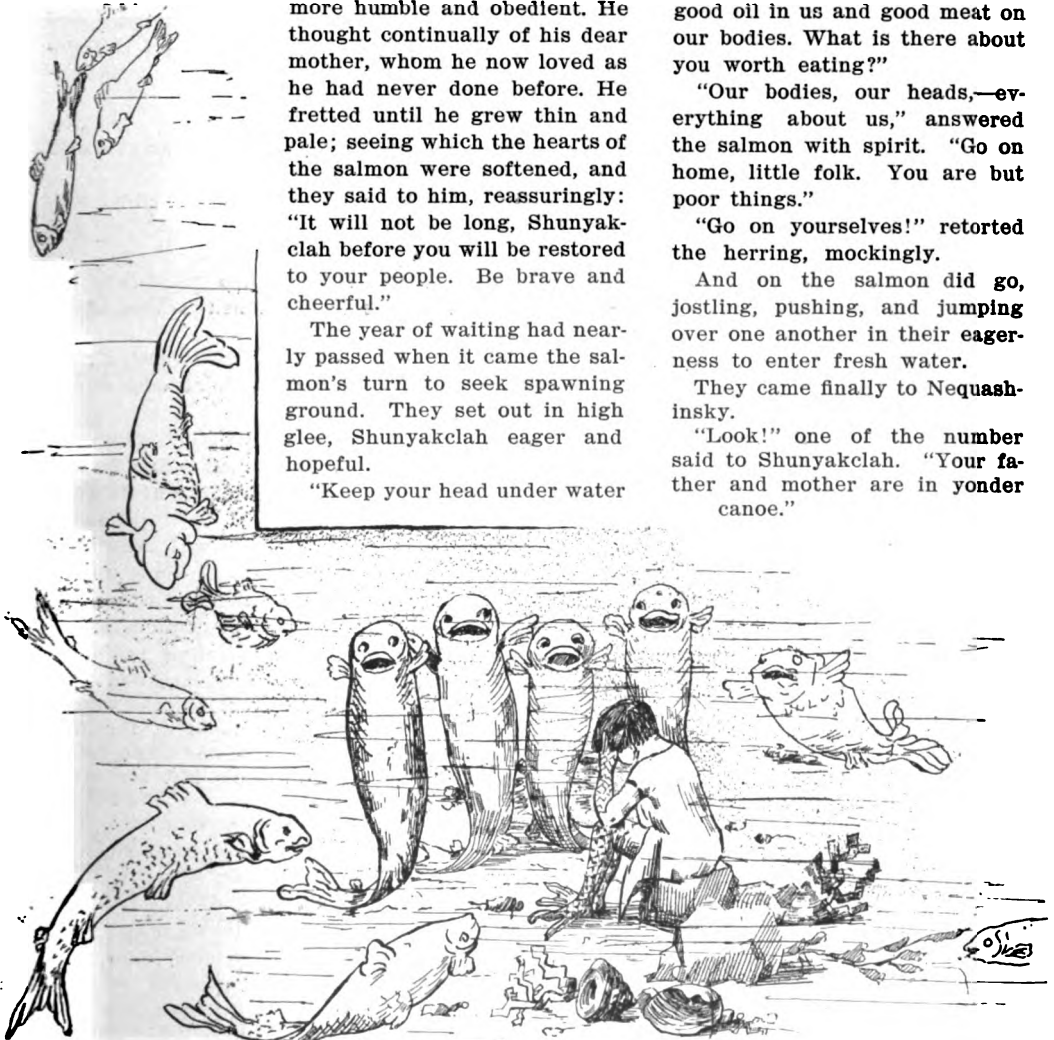 more humble and obedient. He
thought continually of his dear
mother, whom he now loved as
he had never done before. He
fretted until he grew thin and
pale; seeing which the hearts of
the salmon were softened, and
they said to him, reassuringly:
"It will not be long, Shunyak-
clah before you will be restored
to your people. Be brave and
cheerful."
The year of waiting had near-
ly passed when it came the sal-
mon's turn to seek spawning
ground. They set out in high
glee, Shunyakclah eager and
hopeful.
"Keep your head under water
good oil in us and good meat on
our bodies. What is there about
you worth eating?"
"Our bodies, our heads,—ev-
erything about us," answered
the salmon with spirit. "Go on
home, little folk. You are but
poor things."
"Go on yourselves!" retorted
the herring, mockingly.
And on the salmon did go,
jostling, pushing, and jumping
over one another in their eager-
ness to enter fresh water.
They came finally to Nequash-
insky.
"Look!" one of the number
said to Shunyakclah. "Your fa-
ther and mother are in yonder
canoe."